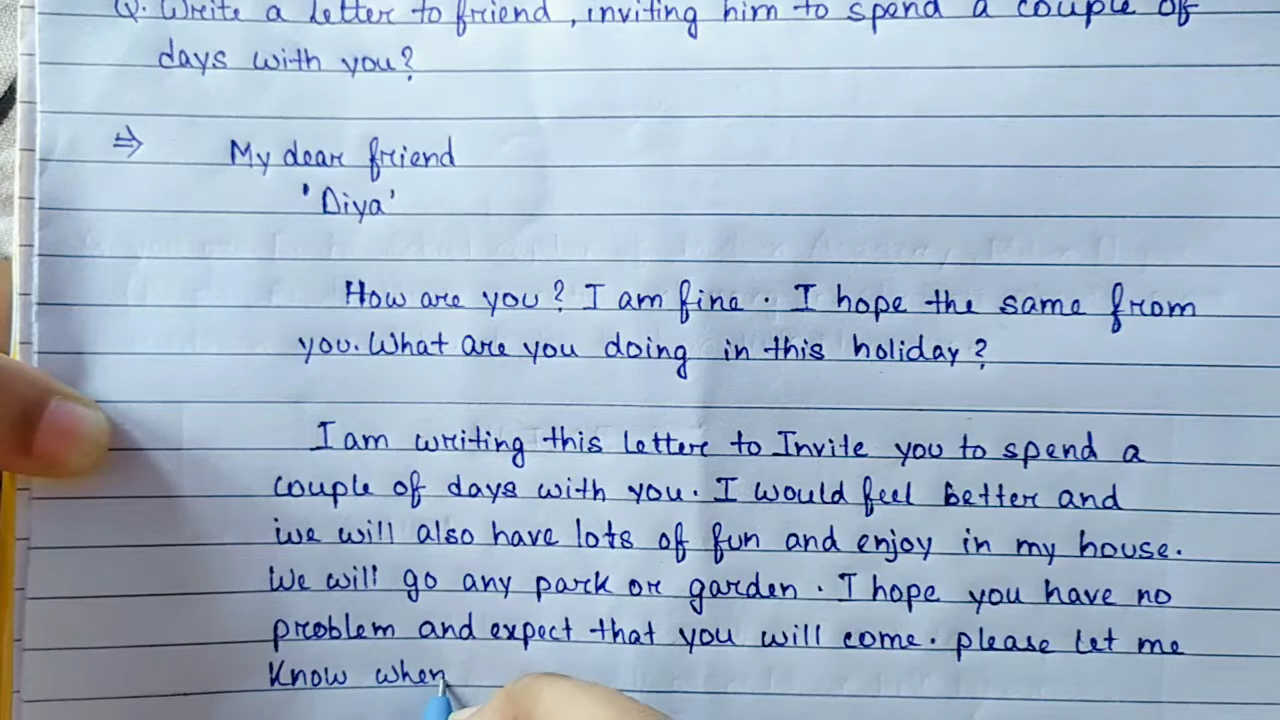 Q. Write a letter to friend, inviting him to spend a couple of
days with you?
⇒ My dear friend
'Diya'
How are you? I am fine. I hope the same from
you. What are you doing in this holiday?
I am writing this letter to Invite you to spend a
couple of days with you. I would feel better and
we will also have lots of fun and enjoy in my house.
We will go any park or garden. I hope you have no
problem and expect that you will come. please let me
Know when